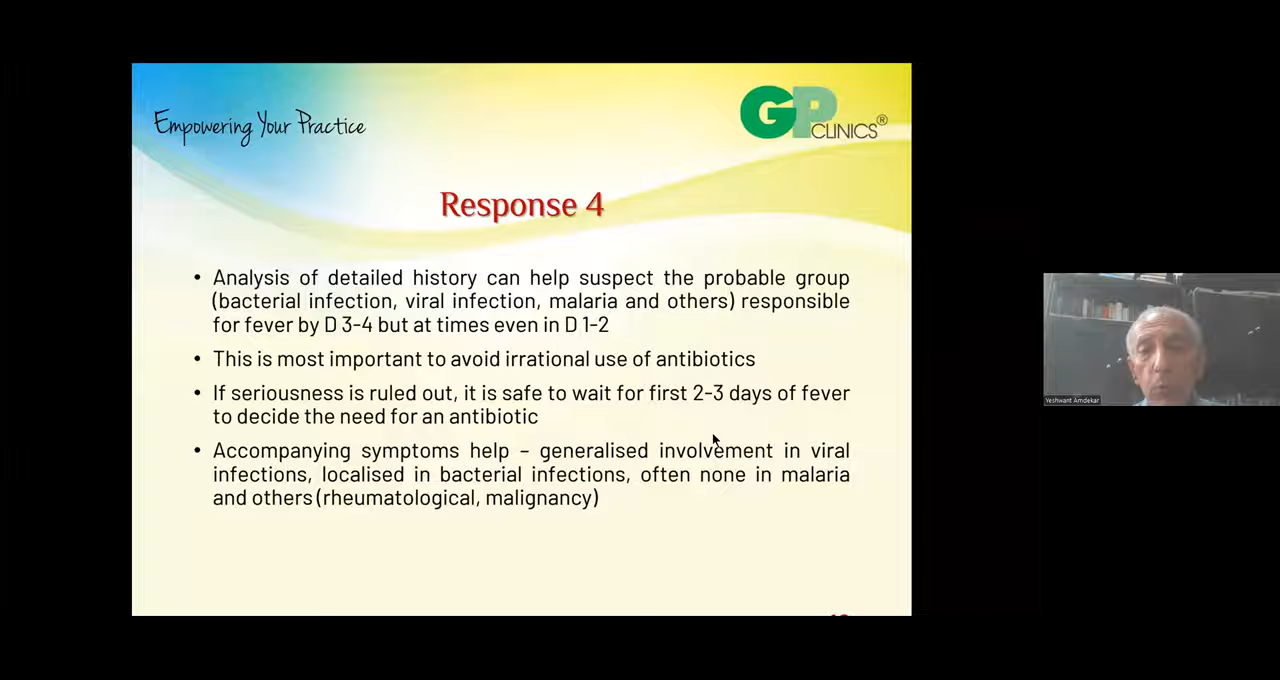 Empowering Your Practice
GP CLINICS®
Response 4
• Analysis of detailed history can help suspect the probable group
(bacterial infection, viral infection, malaria and others) responsible
for fever by D 3-4 but at times even in D 1-2
• This is most important to avoid irrational use of antibiotics
• If seriousness is ruled out, it is safe to wait for first 2-3 days of fever
to decide the need for an antibiotic
• Accompanying symptoms help – generalised involvement in viral
infections, localised in bacterial infections, often none in malaria
and others (rheumatological, malignancy)
Yeshwant Amdekar